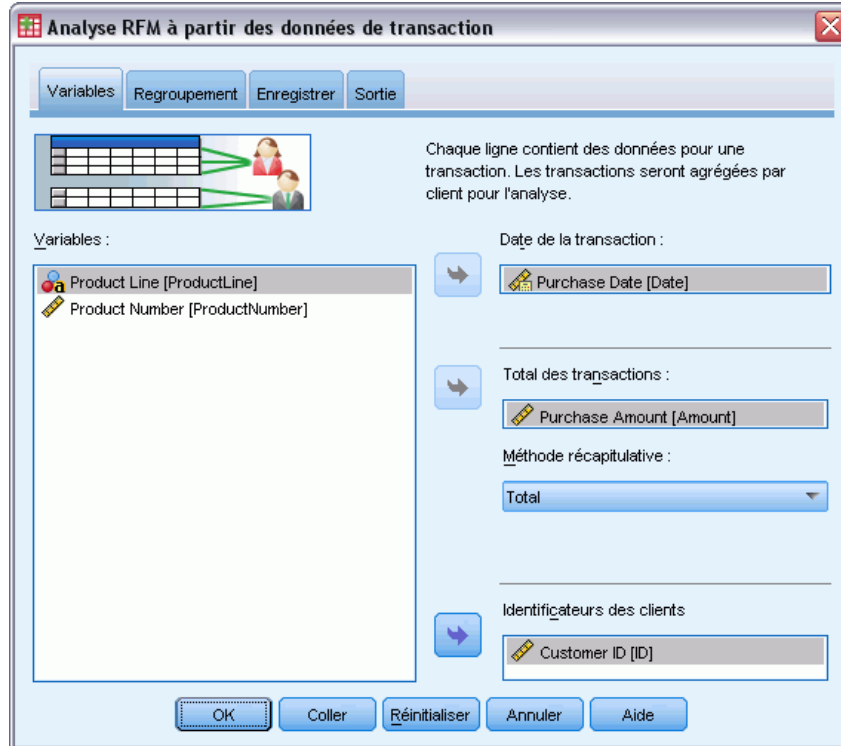 Analyse RFM à partir des données de transaction
Variables
Regroupement
Enregistrer
Sortie
Chaque ligne contient des données pour une
transaction. Les transactions seront agrégées par
client pour l'analyse.
Variables :
Product Line [ProductLine]
Product Number [ProductNumber]
Date de la transaction :
Purchase Date [Date]
Total des transactions :
Purchase Amount [Amount]
Méthode récapitulative :
Total
Identificateurs des clients
Customer ID [ID]
OK
Coller
Réinitialiser
Annuler
Aide